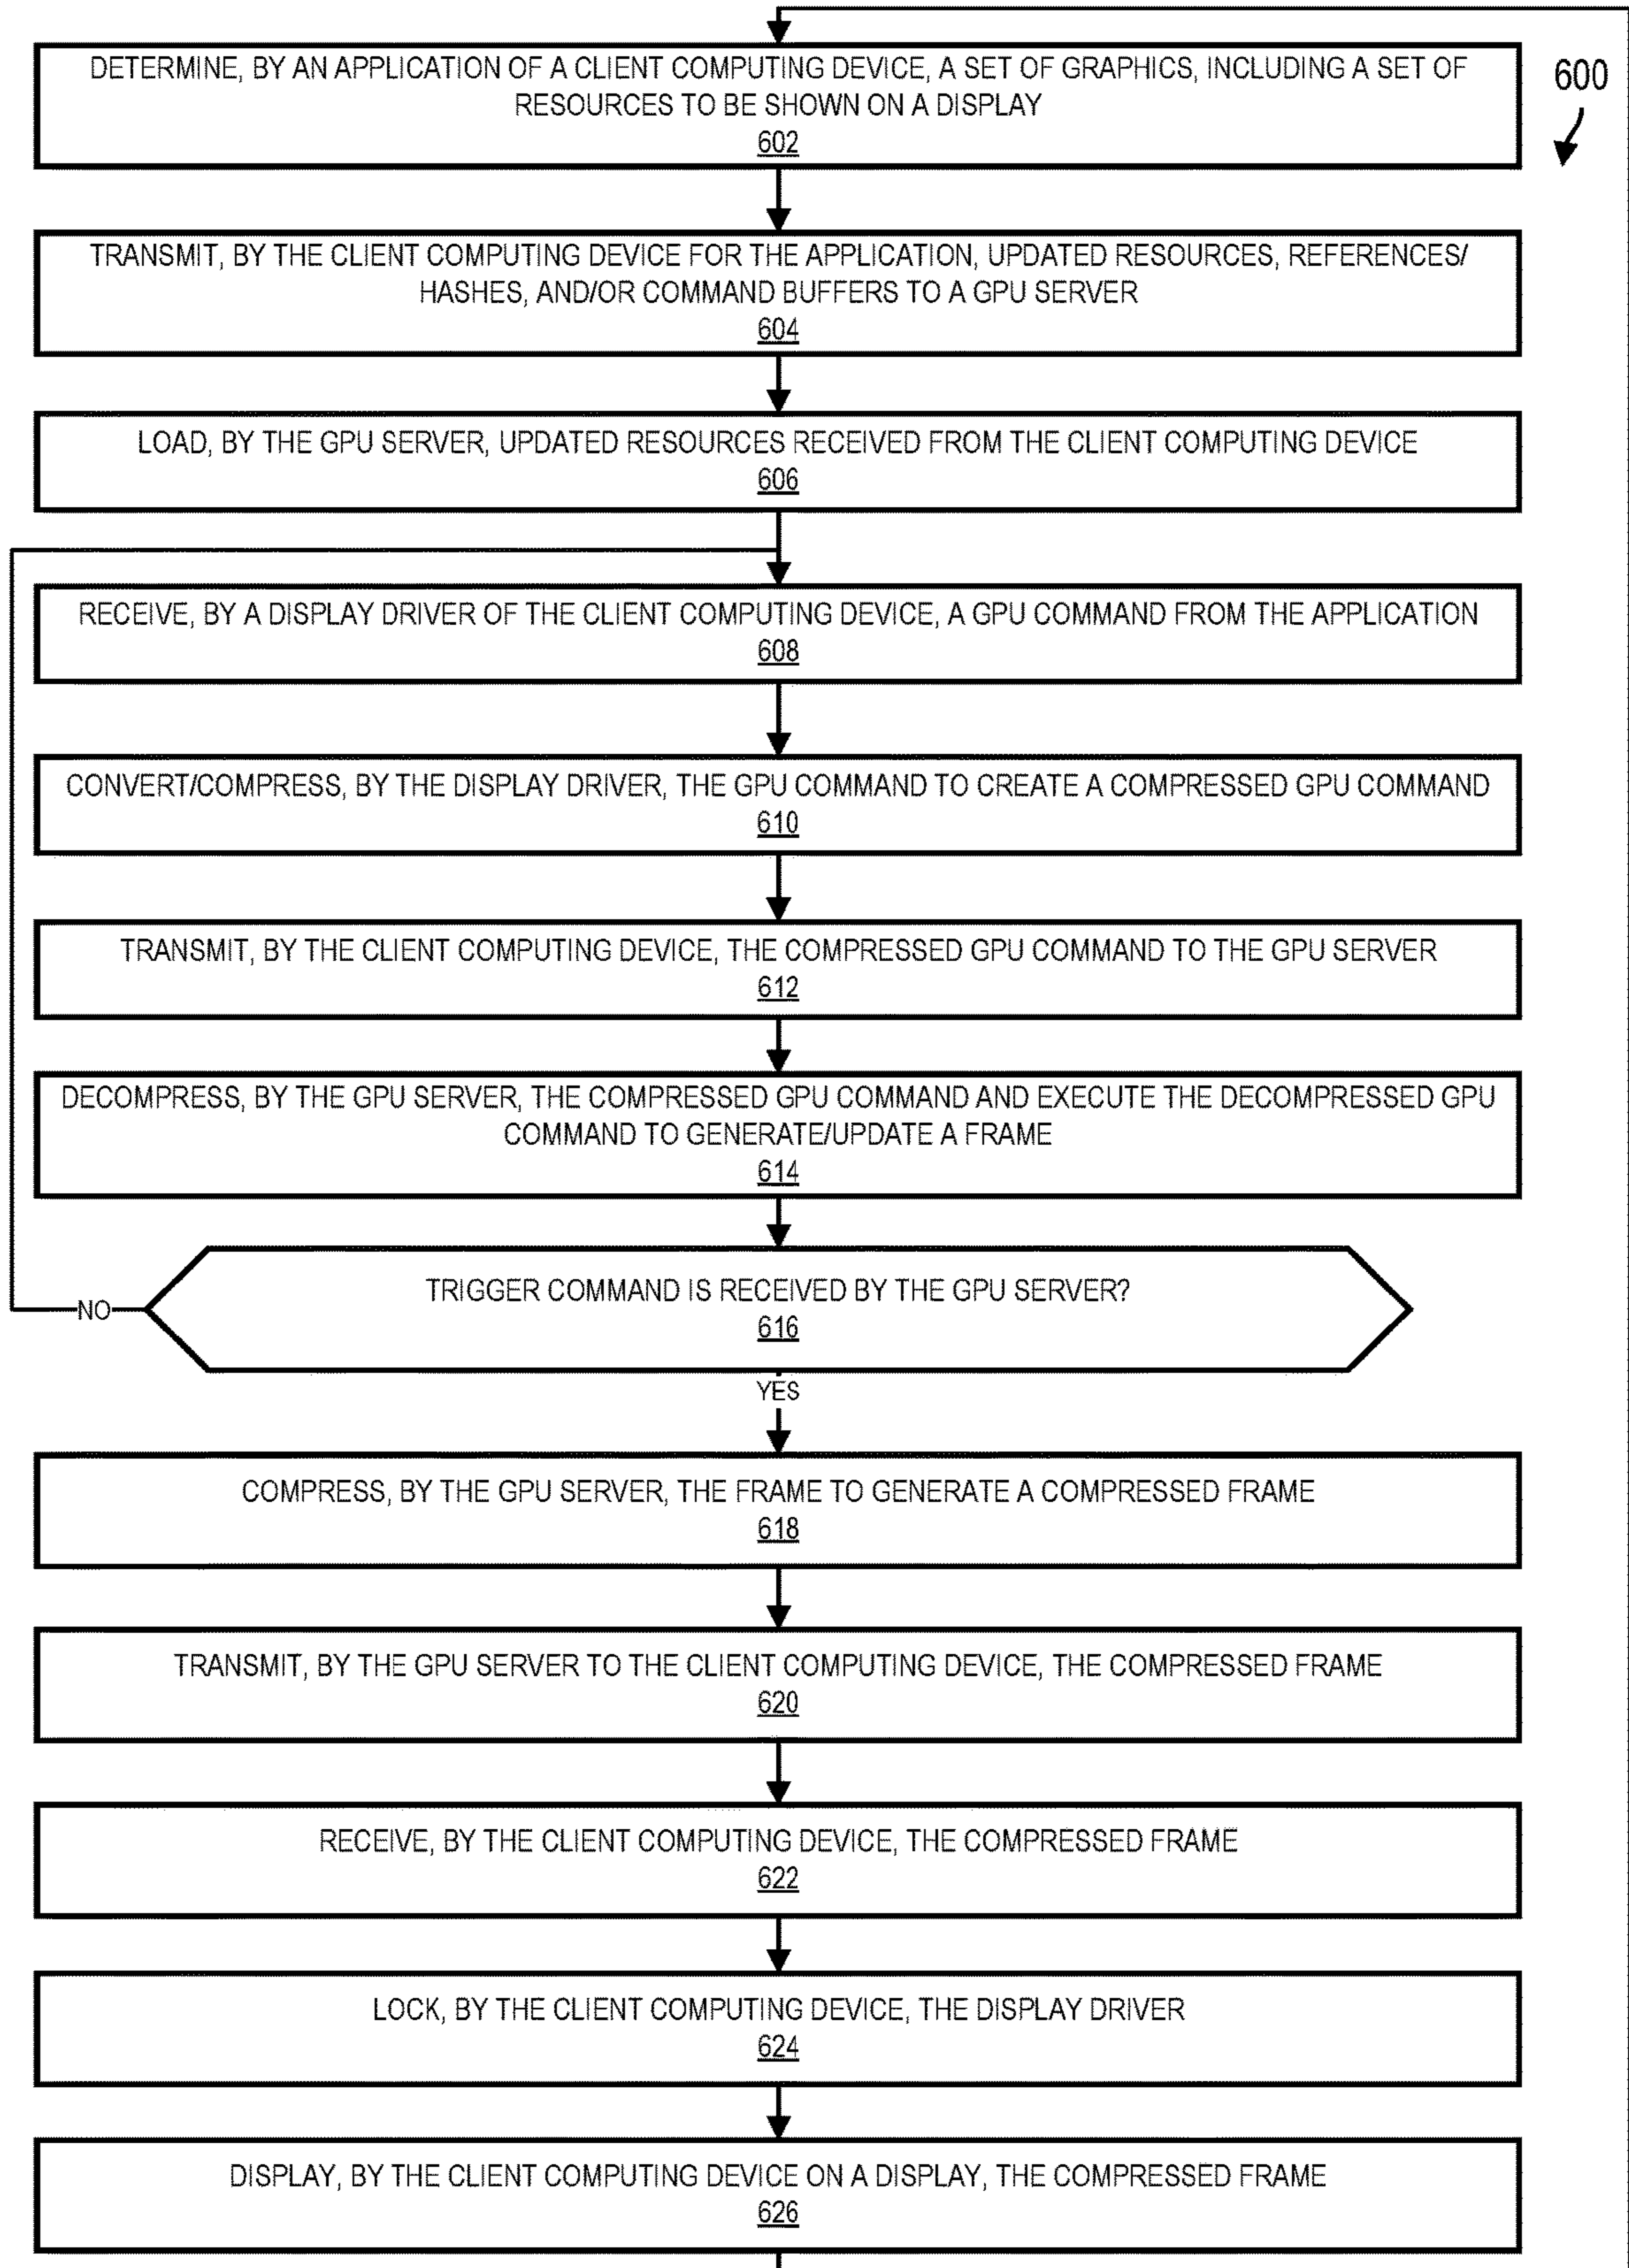 DETERMINE, BY AN APPLICATION OF A CLIENT COMPUTING DEVICE, A SET OF GRAPHICS, INCLUDING A SET OF
RESOURCES TO BE SHOWN ON A DISPLAY
602
600
TRANSMIT, BY THE CLIENT COMPUTING DEVICE FOR THE APPLICATION, UPDATED RESOURCES, REFERENCES/
HASHES, AND/OR COMMAND BUFFERS TO A GPU SERVER
604
LOAD, BY THE GPU SERVER, UPDATED RESOURCES RECEIVED FROM THE CLIENT COMPUTING DEVICE
606
RECEIVE, BY A DISPLAY DRIVER OF THE CLIENT COMPUTING DEVICE, A GPU COMMAND FROM THE APPLICATION
608
CONVERT/COMPRESS, BY THE DISPLAY DRIVER, THE GPU COMMAND TO CREATE A COMPRESSED GPU COMMAND
610
TRANSMIT, BY THE CLIENT COMPUTING DEVICE, THE COMPRESSED GPU COMMAND TO THE GPU SERVER
612
DECOMPRESS, BY THE GPU SERVER, THE COMPRESSED GPU COMMAND AND EXECUTE THE DECOMPRESSED GPU
COMMAND TO GENERATE/UPDATE A FRAME
614
TRIGGER COMMAND IS RECEIVED BY THE GPU SERVER?
616
NO
YES
COMPRESS, BY THE GPU SERVER, THE FRAME TO GENERATE A COMPRESSED FRAME
618
TRANSMIT, BY THE GPU SERVER TO THE CLIENT COMPUTING DEVICE, THE COMPRESSED FRAME
620
RECEIVE, BY THE CLIENT COMPUTING DEVICE, THE COMPRESSED FRAME
622
LOCK, BY THE CLIENT COMPUTING DEVICE, THE DISPLAY DRIVER
624
DISPLAY, BY THE CLIENT COMPUTING DEVICE ON A DISPLAY, THE COMPRESSED FRAME
626